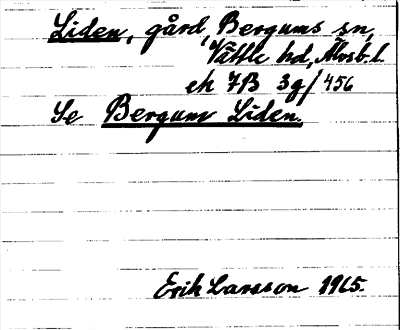 Liden, gård, Bergums sn,
Vättle hd, Älvsb. l.
ek 7B 3g/456
Se Bergum Liden.
Erik Larsson 1965.